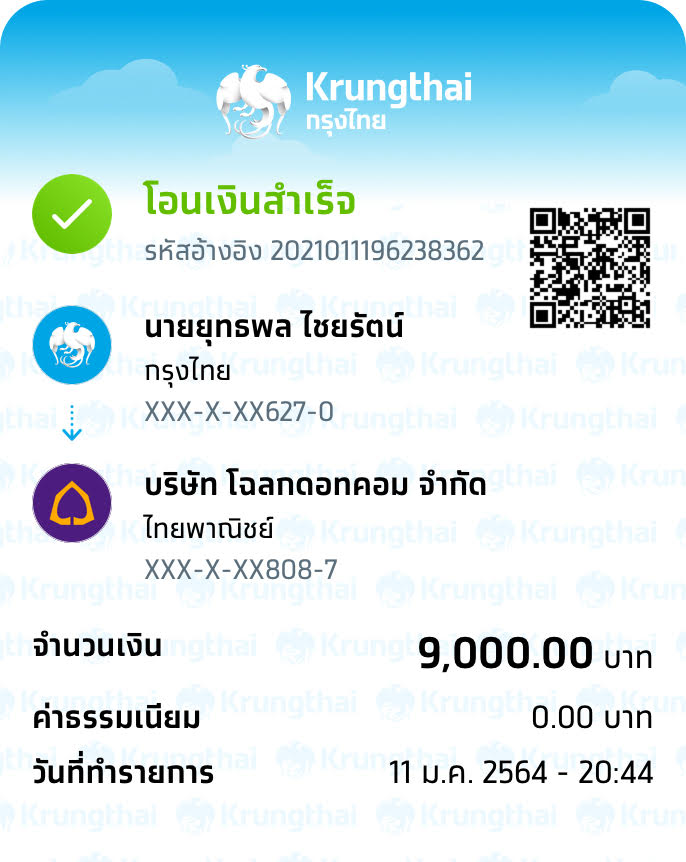 Krungthai
กรุงไทย
โอนเงินสำเร็จ
รหัสอ้างอิง 2021011196238362
นายยุทธพล ไชยรัตน์
กรุงไทย
XXX-X-XX627-0
บริษัท โฉลกดอทคอม จำกัด
ไทยพาณิชย์
XXX-X-XX808-7
จำนวนเงิน 9,000.00 บาท
ค่าธรรมเนียม 0.00 บาท
วันที่ทำรายการ 11 ม.ค. 2564 - 20:44